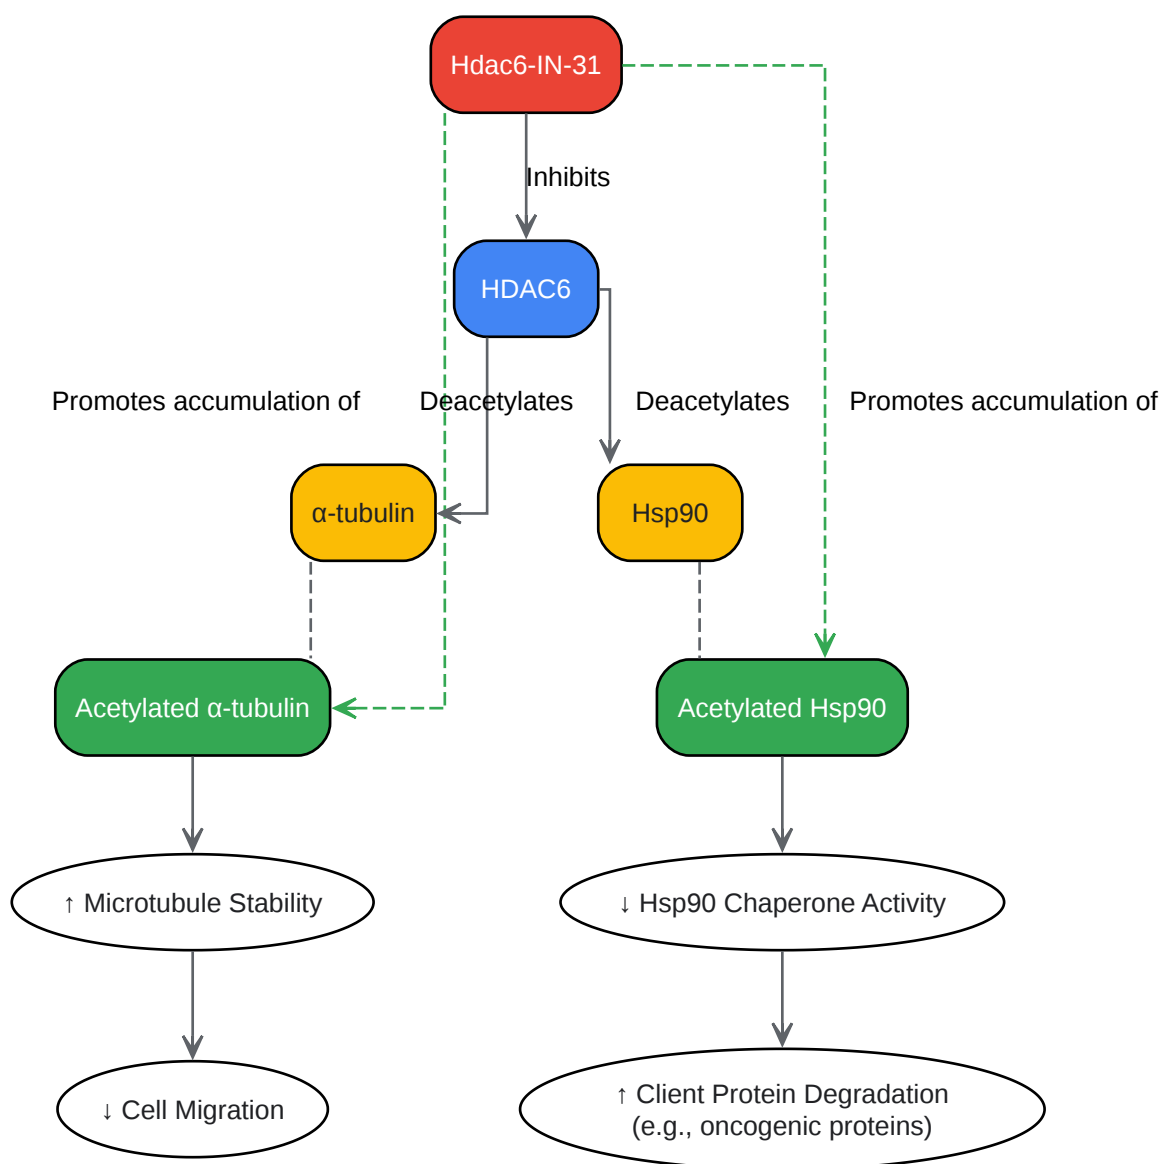 Hdac6-IN-31
Inhibits
HDAC6
Promotes accumulation of
Deacetylates
Deacetylates
Promotes accumulation of
α-tubulin
Hsp90
Acetylated α-tubulin
Acetylated Hsp90
↑ Microtubule Stability
↓ Hsp90 Chaperone Activity
↓ Cell Migration
↑ Client Protein Degradation
(e.g., oncogenic proteins)